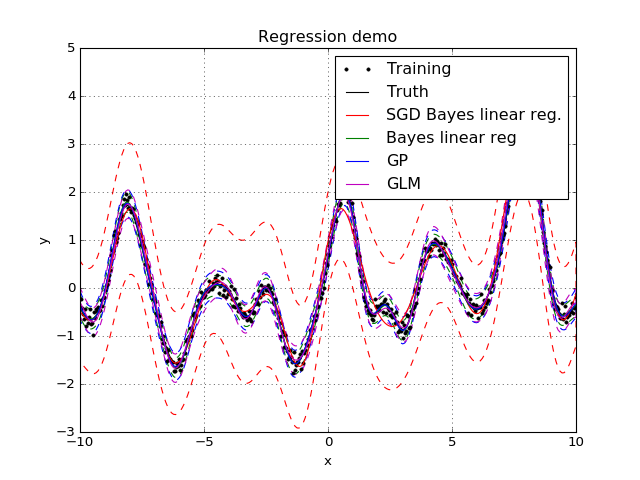 Regression demo
5
4
3
2
1
0
−1
−2
−3
y
Training
Truth
SGD Bayes linear reg.
Bayes linear reg
GP
GLM
−10
−5
0
5
10
x